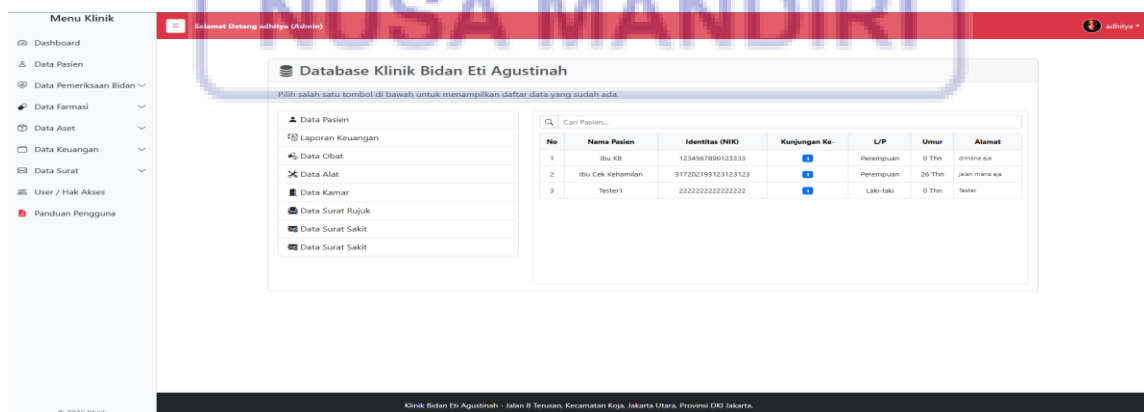 NUSA MANDIRI
Menu Klinik
Dashboard
Data Pasien
Data Pemeriksaan Bidan
Data Farmasi
Data Aset
Data Keuangan
Data Surat
User / Hak Akses
Panduan Pengguna
Selamat Datang adhitya (Admin)
adhitya
Database Klinik Bidan Eti Agustinah
Pilih salah satu tombol di bawah untuk menampilkan daftar data yang sudah ada.
Data Pasien
Laporan Keuangan
Data Obat
Data Alat
Data Kamar
Data Surat Rujuk
Data Surat Sakit
Data Surat Sakit
Cari Pasien...
No Nama Pasien Identitas (NIK) Kunjungan Ke- L/P Umur Alamat
1 Ibu KB 1234567890123333 1 Perempuan 0 Thn dimana aja
2 Ibu Cek Kehamilan 317202193123123123 1 Perempuan 26 Thn jalan mana aja
3 Tester1 2222222222222222 1 Laki-laki 0 Thn Tester
Klinik Bidan Eti Agustinah - Jalan B Terusan, Kecamatan Koja, Jakarta Utara, Provinsi DKI Jakarta.